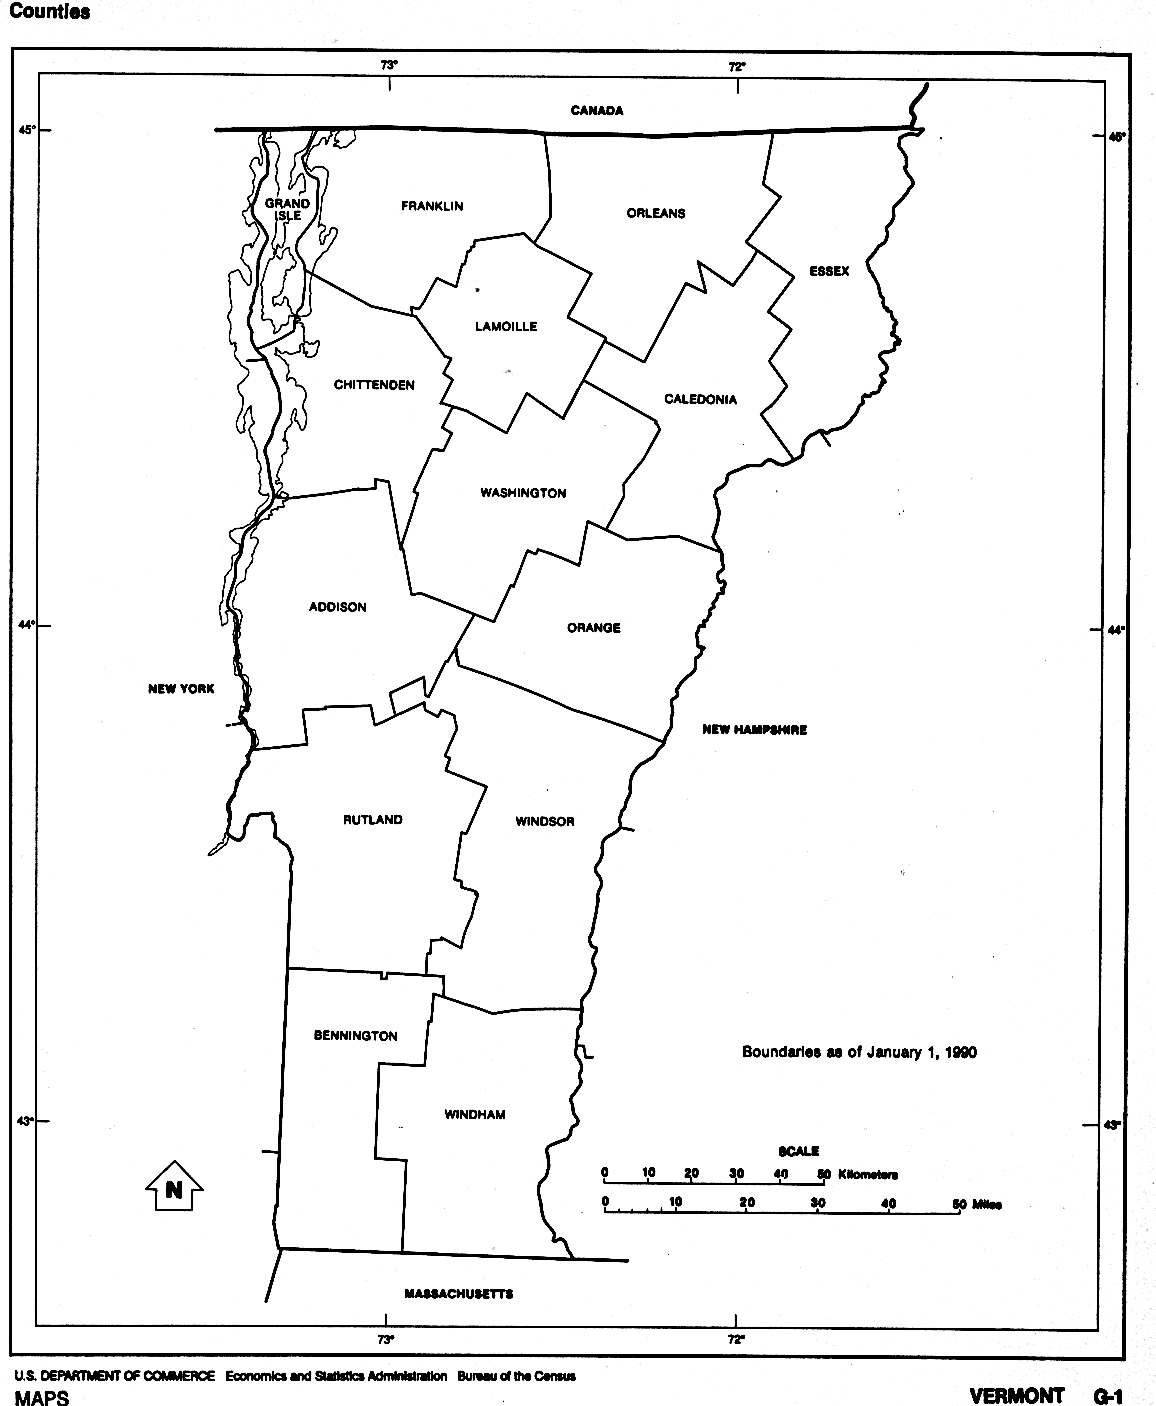 Counties
73° 72°
CANADA
45° 45°
GRAND
ISLE
FRANKLIN
ORLEANS
ESSEX
LAMOILLE
CHITTENDEN
CALEDONIA
WASHINGTON
ADDISON
44° 44°
ORANGE
NEW YORK
NEW HAMPSHIRE
RUTLAND
WINDSOR
BENNINGTON
Boundaries as of January 1, 1990
WINDHAM
43° 43°
SCALE
0 10 20 30 40 50 Kilometers
0 10 20 30 40 50 Miles
N
MASSACHUSETTS
73° 72°
U.S. DEPARTMENT OF COMMERCE Economics and Statistics Administration Bureau of the Census
MAPS
VERMONT G-1